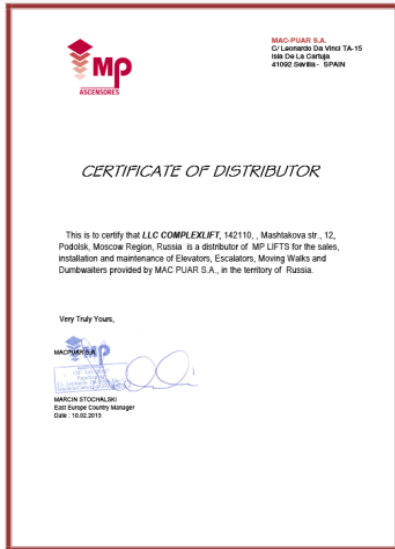 MP
ASCENSORES
MAC-PUAR S.A.
C/ Leonardo Da Vinci TA-15
Isla De La Cartuja
41092 Sevilla - SPAIN
CERTIFICATE OF DISTRIBUTOR
This is to certify that LLC COMPLEXLIFT, 142110, , Mashtakova str., 12,
Podolsk, Moscow Region, Russia is a distributor of MP LIFTS for the sales,
installation and maintenance of Elevators, Escalators, Moving Walks and
Dumbwaiters provided by MAC PUAR S.A., in the territory of Russia.
Very Truly Yours,
MACPUAR S.A.
MP
MARCIN STOCHALSKI
East Europe Country Manager
Date : 18.02.2013